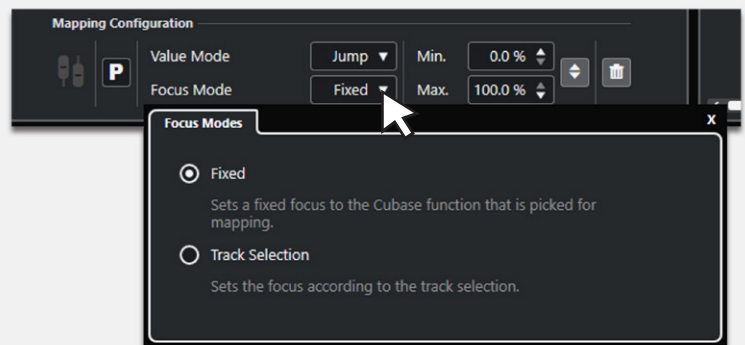 Mapping Configuration
P Value Mode Jump Min. 0.0 %
Focus Mode Fixed Max. 100.0 %
Focus Modes X
Fixed
Sets a fixed focus to the Cubase function that is picked for
mapping.
Track Selection
Sets the focus according to the track selection.